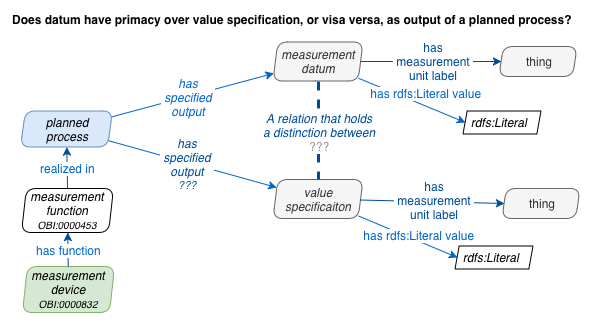 Does datum have primacy over value specification, or visa versa, as output of a planned process?
measurement
datum
has
measurement
unit label
thing
has
specified
output
has rdfs:Literal value
rdfs:Literal
planned
process
A relation that holds
a distinction between
???
has
specified
output
???
realized in
measurement
function
OBI:0000453
value
specificaiton
has
measurement
unit label
thing
has rdfs:Literal value
rdfs:Literal
has function
measurement
device
OBI:0000832